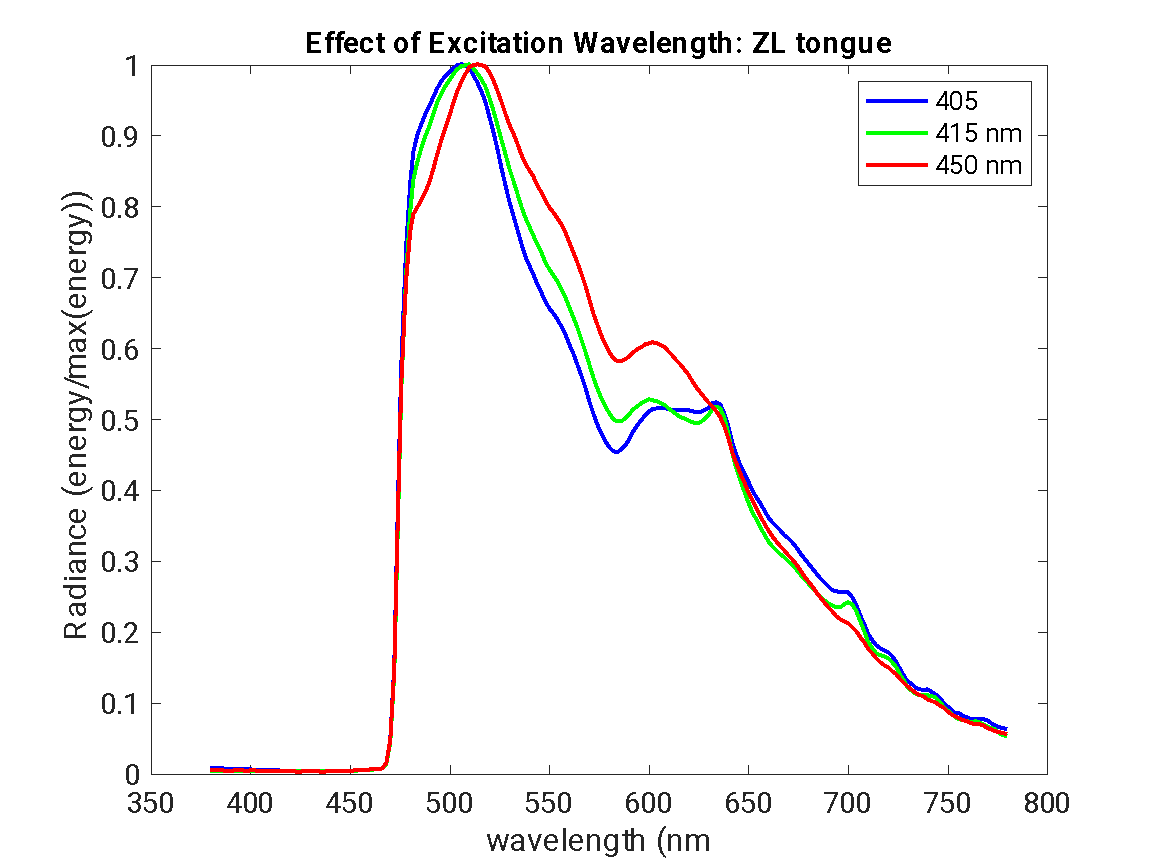 Effect of Excitation Wavelength: ZL tongue
1
0.9
0.8
0.7
0.6
0.5
0.4
0.3
0.2
0.1
0
Radiance (energy/max(energy))
405
415 nm
450 nm
350 400 450 500 550 600 650 700 750 800
wavelength (nm